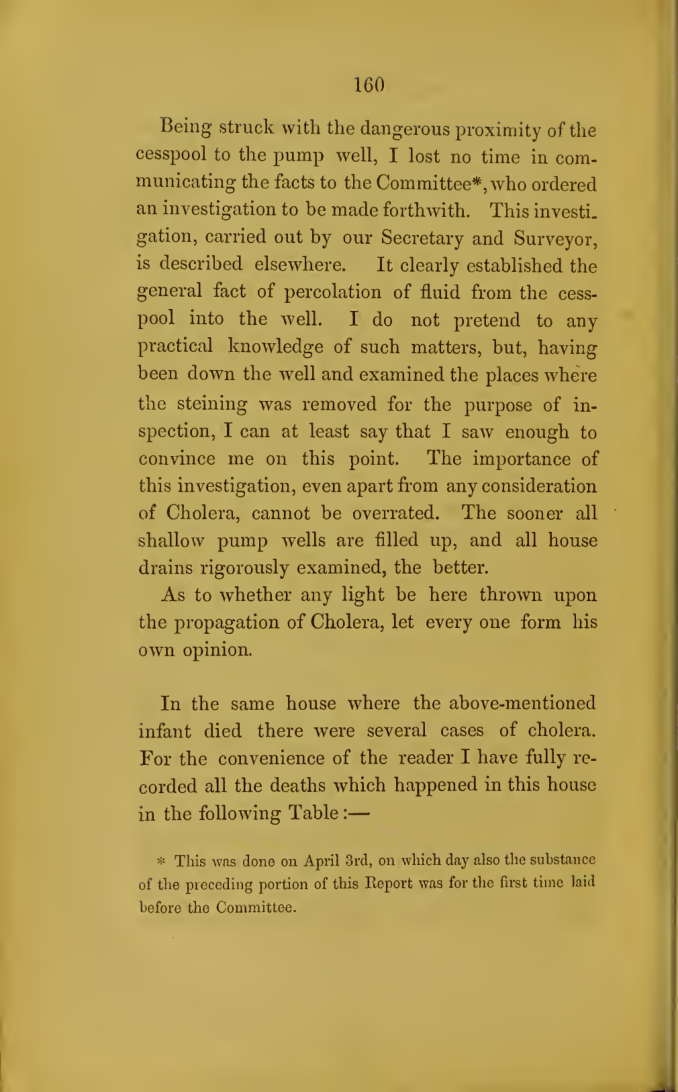 160
Being struck with the dangerous proximity of the
cesspool to the pump well, I lost no time in com-
municating the facts to the Committee*, who ordered
an investigation to be made forthwith. This investi-
gation, carried out by our Secretary and Surveyor,
is described elsewhere. It clearly established the
general fact of percolation of fluid from the cess-
pool into the well. I do not pretend to any
practical knowledge of such matters, but, having
been down the well and examined the places where
the steining was removed for the purpose of in-
spection, I can at least say that I saw enough to
convince me on this point. The importance of
this investigation, even apart from any consideration
of Cholera, cannot be overrated. The sooner all
shallow pump wells are filled up, and all house
drains rigorously examined, the better.
As to whether any light be here thrown upon
the propagation of Cholera, let every one form his
own opinion.
In the same house where the above-mentioned
infant died there were several cases of cholera.
For the convenience of the reader I have fully re-
corded all the deaths which happened in this house
in the following Table :—
* This was done on April 3rd, on which day also the substance
of the preceding portion of this Report was for the first time laid
before the Committee.